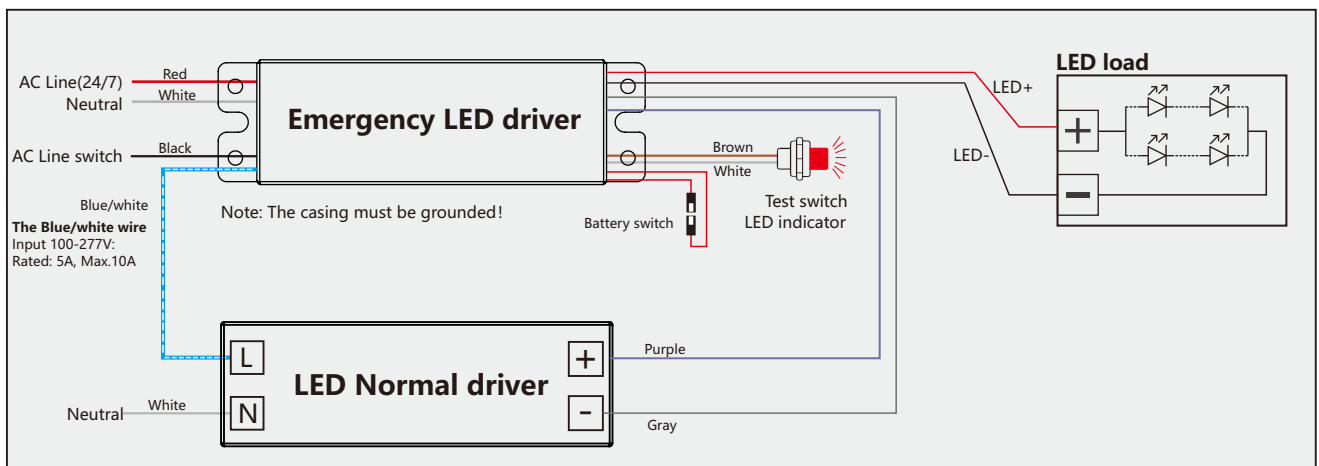 AC Line(24/7)
Red
Neutral
White
AC Line switch
Black
Emergency LED driver
LED+
LED-
LED load
+
-
Brown
White
Test switch
LED indicator
Battery switch
Note: The casing must be grounded!
Blue/white
The Blue/white wire
Input 100-277V:
Rated: 5A, Max.10A
L
N
LED Normal driver
+
-
Purple
Gray
Neutral
White